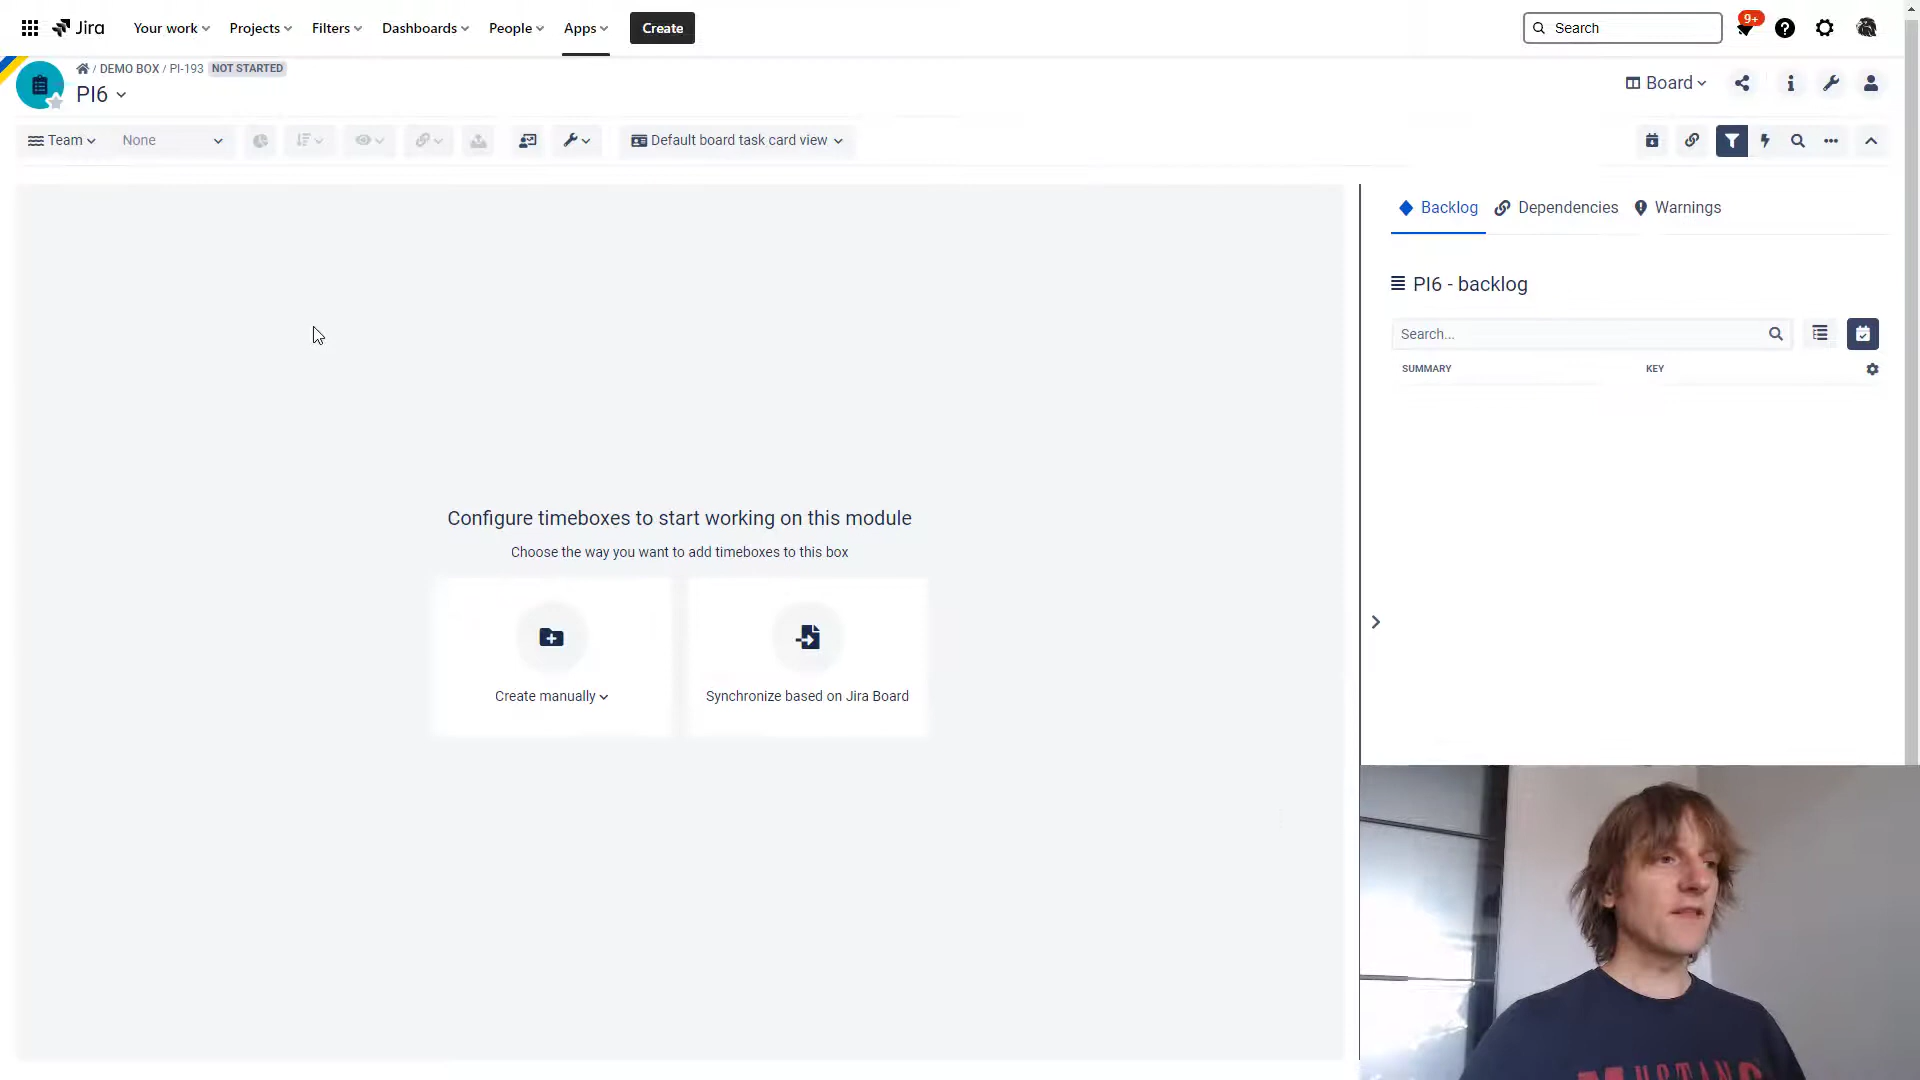 Jira Your work Projects Filters Dashboards People Apps Create Search 9+
/ DEMO BOX / PI-193 NOT STARTED
PI6
Board
Team None Default board task card view
Backlog Dependencies Warnings
PI6 - backlog
Search...
SUMMARY KEY
Configure timeboxes to start working on this module
Choose the way you want to add timeboxes to this box
Create manually
Synchronize based on Jira Board
MUSTANG